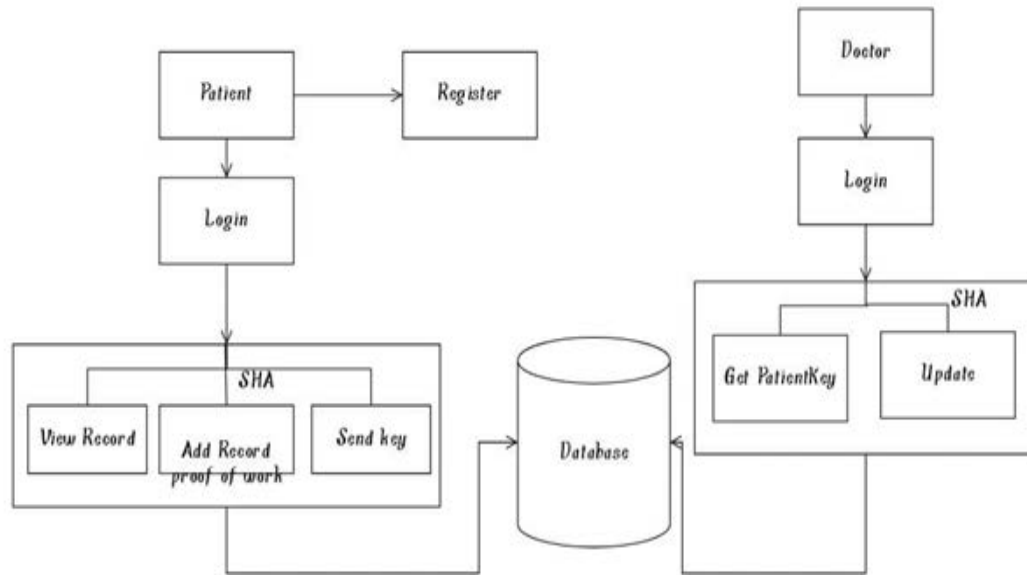 Doctor
Patient
Register
Login
Login
SHA
Get PatientKey
Update
SHA
View Record
Add Record
proof of work
Send key
Database